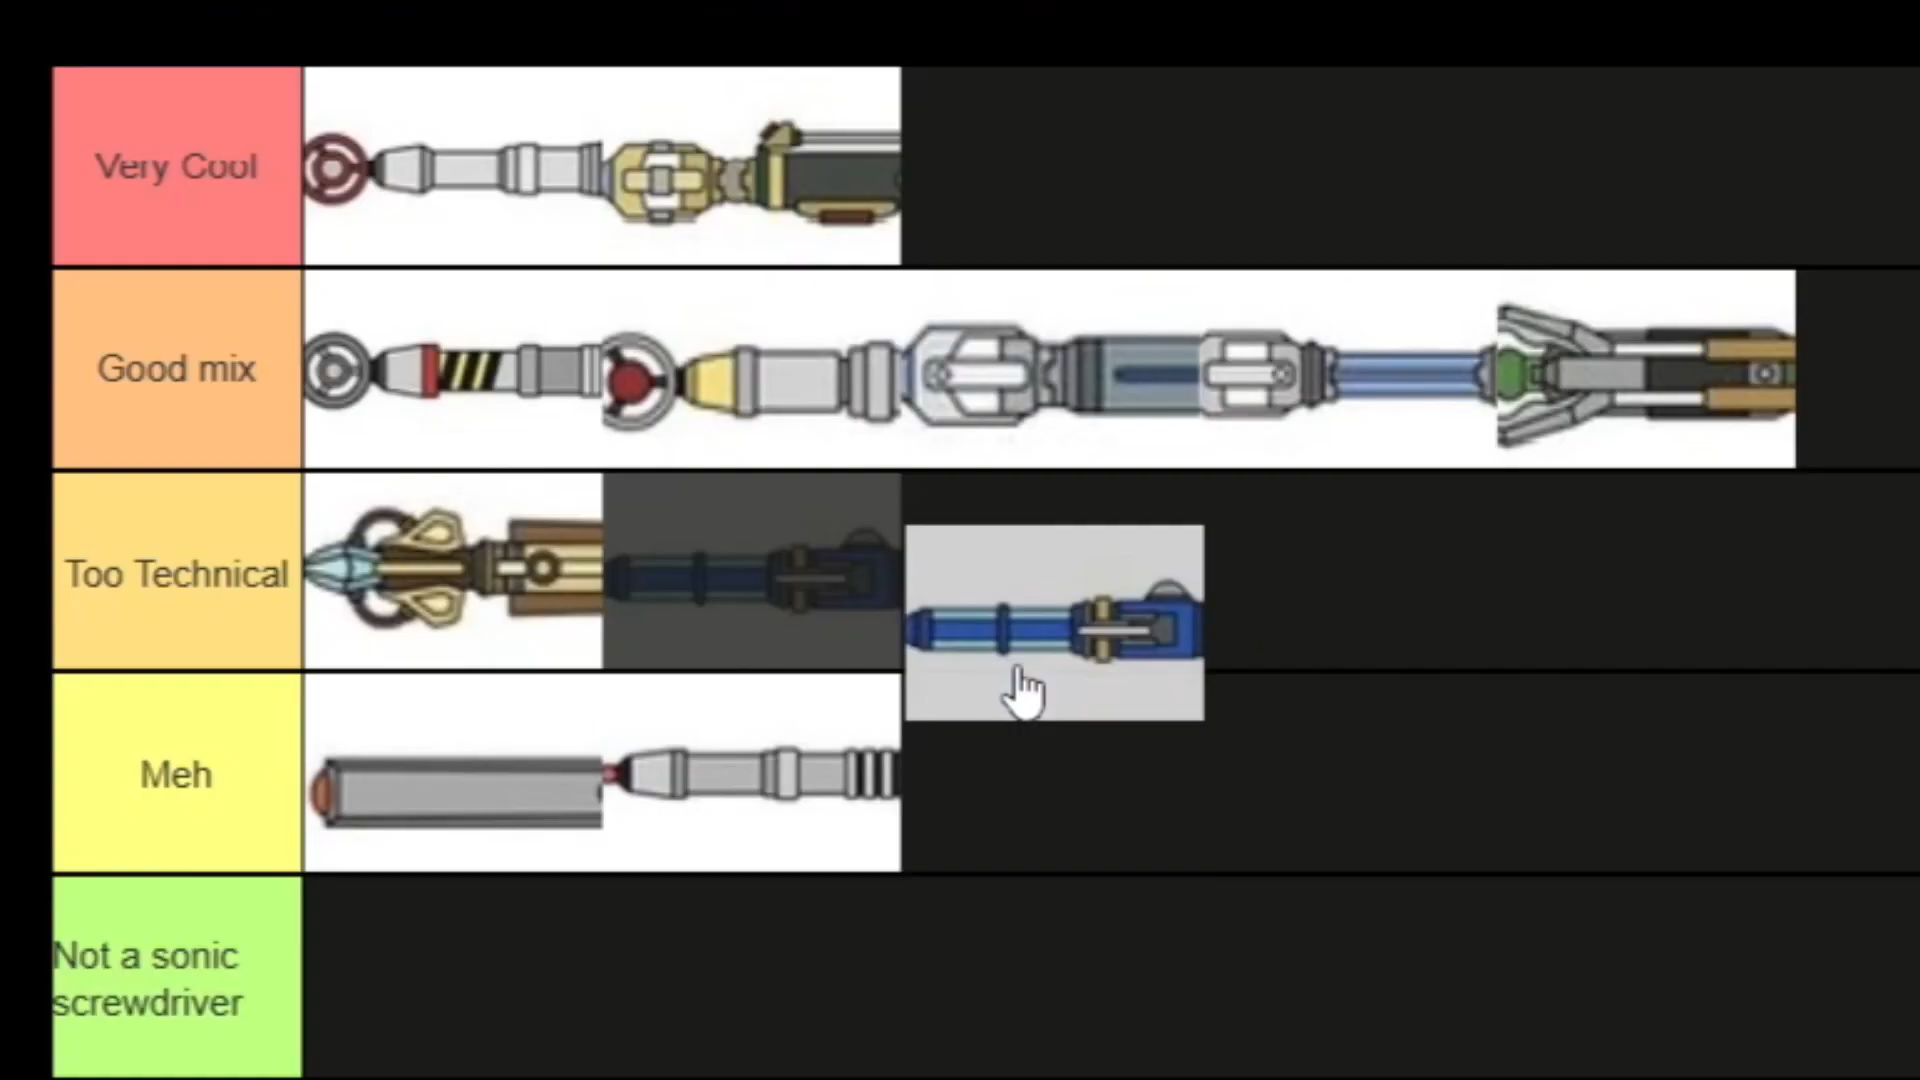 Very Cool
Good mix
Too Technical
Meh
Not a sonic
screwdriver